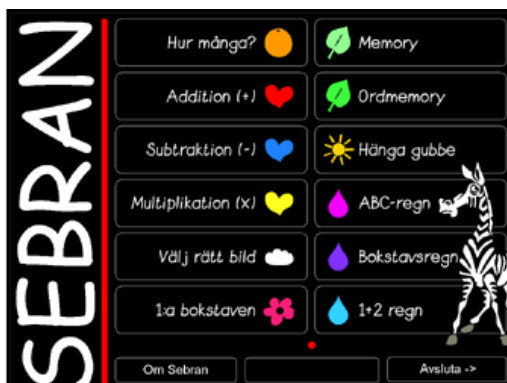 SEBRAN
Hur många?
Addition (+)
Subtraktion (-)
Multiplikation (x)
Välj rätt bild
1:a bokstaven
Memory
Ordmemory
Hänga gubbe
ABC-regn
Bokstavsregn
1+2 regn
Om Sebran
Avsluta ->